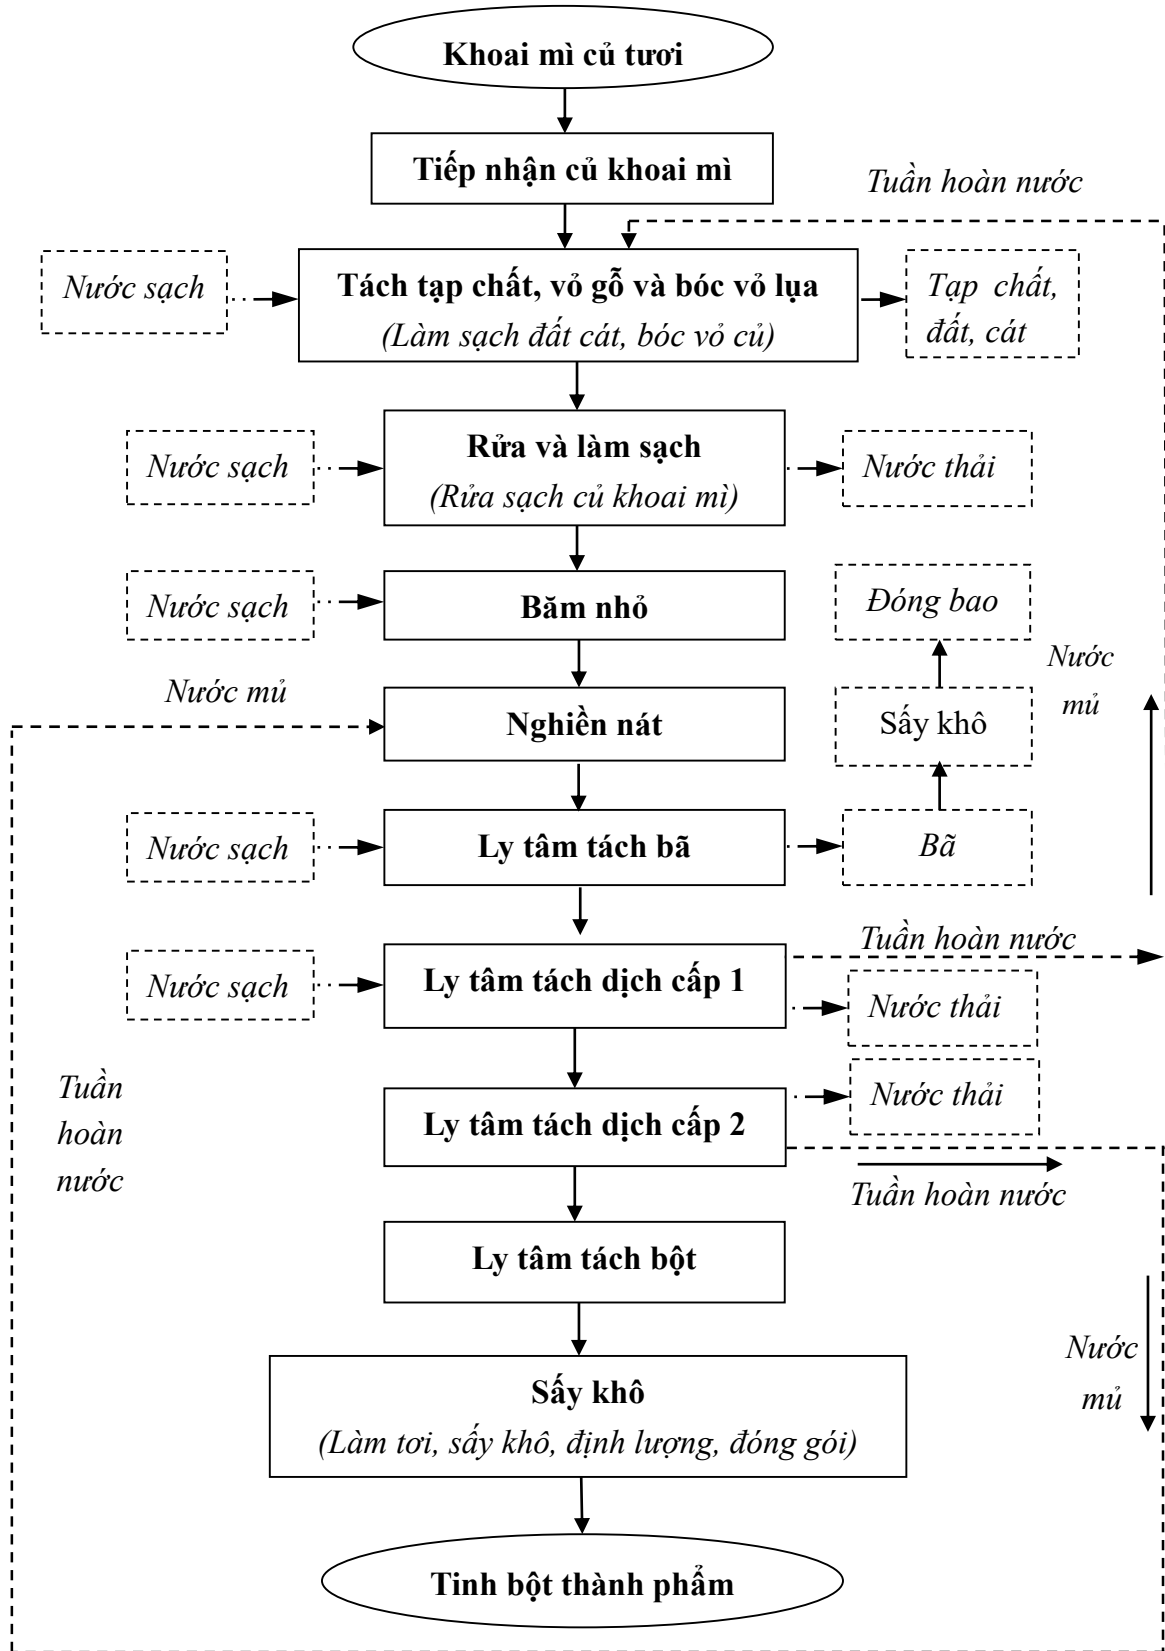 Khoai mì củ tươi
Tiếp nhận củ khoai mì
Tuần hoàn nước
Nước sạch
Tách tạp chất, vỏ gỗ và bóc vỏ lụa
(Làm sạch đất cát, bóc vỏ củ)
Tạp chất,
đất, cát
Nước sạch
Rửa và làm sạch
(Rửa sạch củ khoai mì)
Nước thải
Nước sạch
Băm nhỏ
Đóng bao
Nước
mủ
Nước mủ
Nghiền nát
Sấy khô
Nước sạch
Ly tâm tách bã
Bã
Tuần hoàn nước
Nước sạch
Ly tâm tách dịch cấp 1
Nước thải
Tuần
hoàn
nước
Ly tâm tách dịch cấp 2
Nước thải
Tuần hoàn nước
Ly tâm tách bột
Nước
mủ
Sấy khô
(Làm tơi, sấy khô, định lượng, đóng gói)
Tinh bột thành phẩm